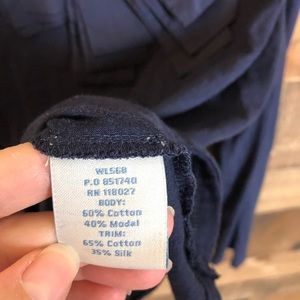 WL568
P.O 851740
RN 118027
BODY:
60% Cotton
40% Modal
TRIM:
65% Cotton
35% Silk